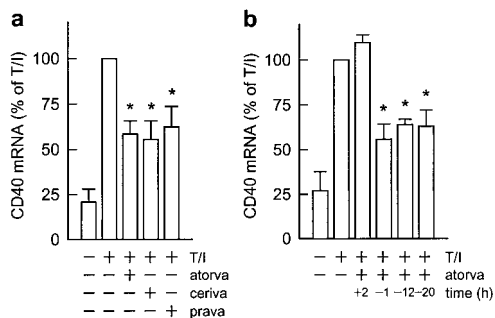 a
CD40 mRNA (% of T/I)
100
75
50
25
0
* * *
– + + + + T/I
– – + – – atorva
– – – + – ceriva
– – – – + prava
b
CD40 mRNA (% of T/I)
100
75
50
25
0
* * *
– + + + + + T/I
– – + + + + atorva
+2 –1 –12 –20 time (h)